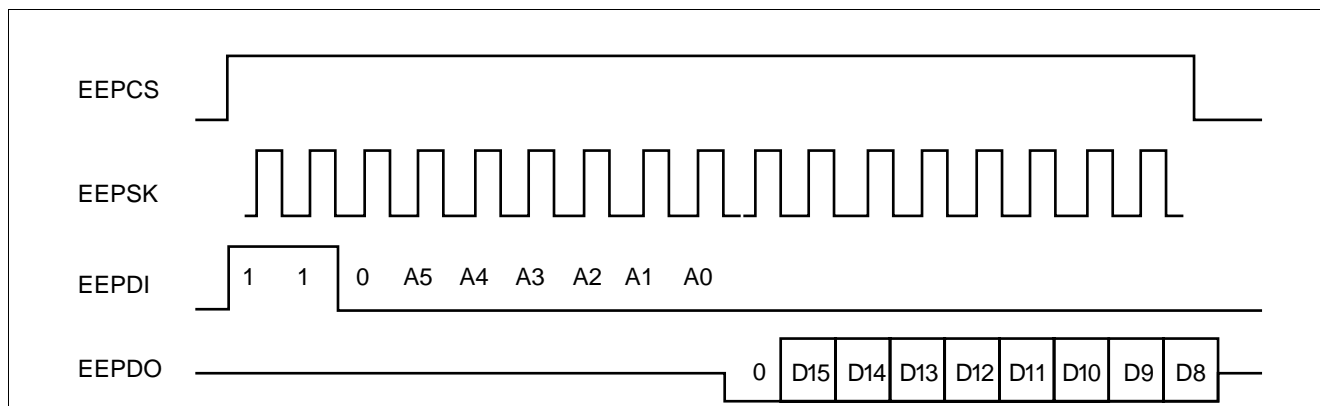 EEPCS
EEPSK
EEPDI 1 1 0 A5 A4 A3 A2 A1 A0
EEPDO 0 D15 D14 D13 D12 D11 D10 D9 D8